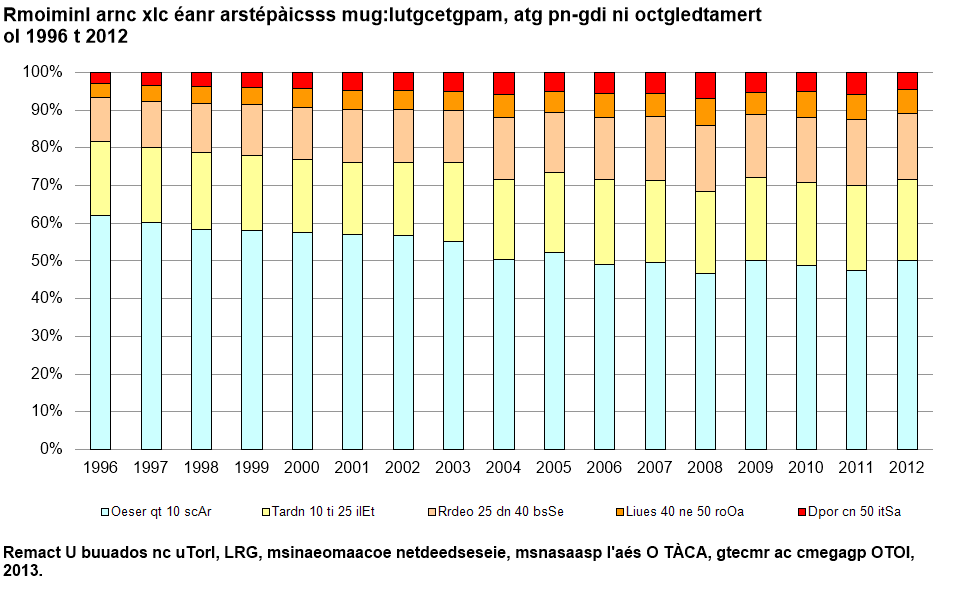 Rmoiminl arnc xlc éanr arstépàicsss mug:lutgcetgpam, atg pn-gdi ni octgledtamert
ol 1996 t 2012
100%
90%
80%
70%
60%
50%
40%
30%
20%
10%
0%
1996 1997 1998 1999 2000 2001 2002 2003 2004 2005 2006 2007 2008 2009 2010 2011 2012
Oeser qt 10 scAr Tardn 10 ti 25 ilEt Rrdeo 25 dn 40 bsSe Liues 40 ne 50 roOa Dpor cn 50 itSa
Remact U buuados nc uTorl, LRG, msinaeomaacoe netdeedseseie, msnasaasp l'aés O TÀCA, gtecmr ac cmegagp OTOI,
2013.